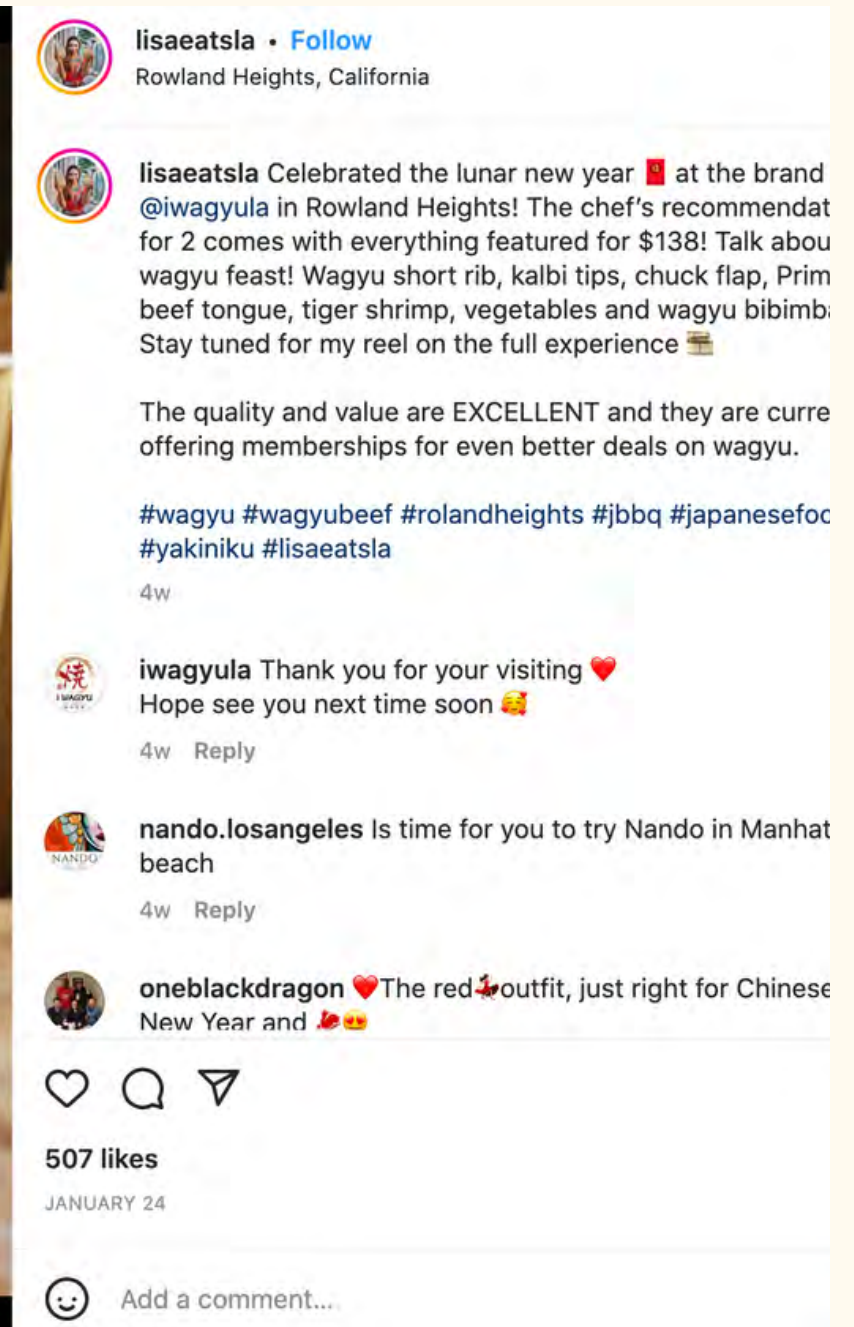 lisaeatsla • Follow
Rowland Heights, California
lisaeatsla Celebrated the lunar new year 🧧 at the brand
@iwagyula in Rowland Heights! The chef's recommendat
for 2 comes with everything featured for $138! Talk abou
wagyu feast! Wagyu short rib, kalbi tips, chuck flap, Prim
beef tongue, tiger shrimp, vegetables and wagyu bibimba
Stay tuned for my reel on the full experience
The quality and value are EXCELLENT and they are curre
offering memberships for even better deals on wagyu.
#wagyu #wagyubeef #rolandheights #jbbq #japanesefoo
#yakiniku #lisaeatsla
4w
焼
I WAGYU
iwagyula Thank you for your visiting ❤️
Hope see you next time soon 🥰
4w Reply
NANDO
nando.losangeles Is time for you to try Nando in Manhat
beach
4w Reply
oneblackdragon ❤️The red💃outfit, just right for Chinese
New Year and 💃😍
507 likes
JANUARY 24
Add a comment...